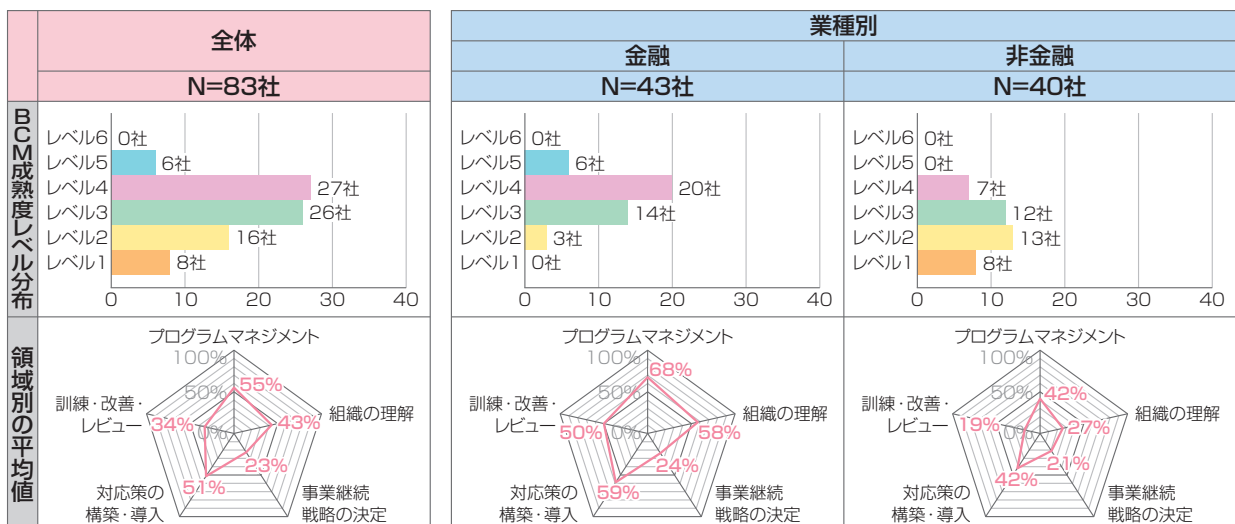 全体
N=83社
業種別
金融
非金融
N=43社
N=40社
BCM成熟度レベル分布
レベル6 0社
レベル5 6社
レベル4 27社
レベル3 26社
レベル2 16社
レベル1 8社
0 10 20 30 40
レベル6 0社
レベル5 6社
レベル4 20社
レベル3 14社
レベル2 3社
レベル1 0社
0 10 20 30 40
レベル6 0社
レベル5 0社
レベル4 7社
レベル3 12社
レベル2 13社
レベル1 8社
0 10 20 30 40
領域別の平均値
プログラムマネジメント
100%
50%
0%
55%
43%
23%
51%
34%
組織の理解
事業継続
戦略の決定
対応策の
構築・導入
訓練・改善・
レビュー
プログラムマネジメント
100%
50%
0%
68%
58%
24%
59%
50%
組織の理解
事業継続
戦略の決定
対応策の
構築・導入
訓練・改善・
レビュー
プログラムマネジメント
100%
50%
0%
42%
27%
21%
42%
19%
組織の理解
事業継続
戦略の決定
対応策の
構築・導入
訓練・改善・
レビュー